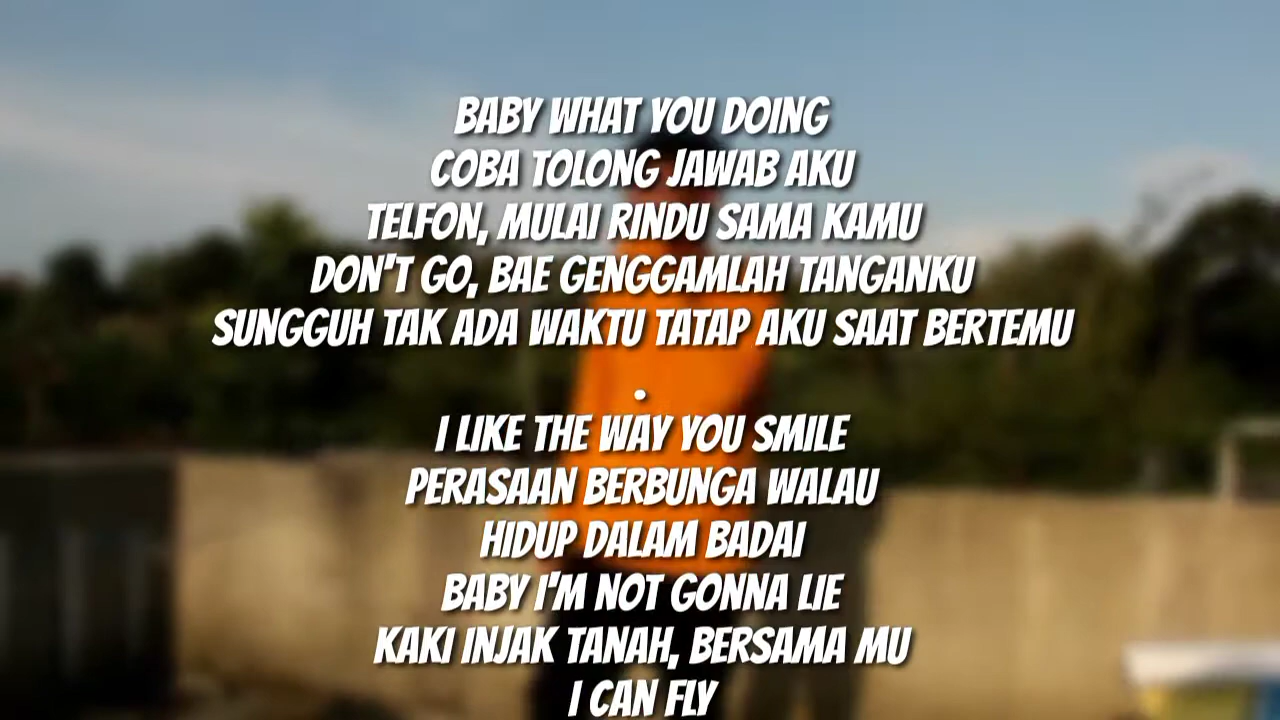 BABY WHAT YOU DOING
COBA TOLONG JAWAB AKU
TELFON, MULAI RINDU SAMA KAMU
DON'T GO, BAE GENGGAMLAH TANGANKU
SUNGGUH TAK ADA WAKTU TATAP AKU SAAT BERTEMU
.
I LIKE THE WAY YOU SMILE
PERASAAN BERBUNGA WALAU
HIDUP DALAM BADAI
BABY I'M NOT GONNA LIE
KAKI INJAK TANAH, BERSAMA MU
I CAN FLY